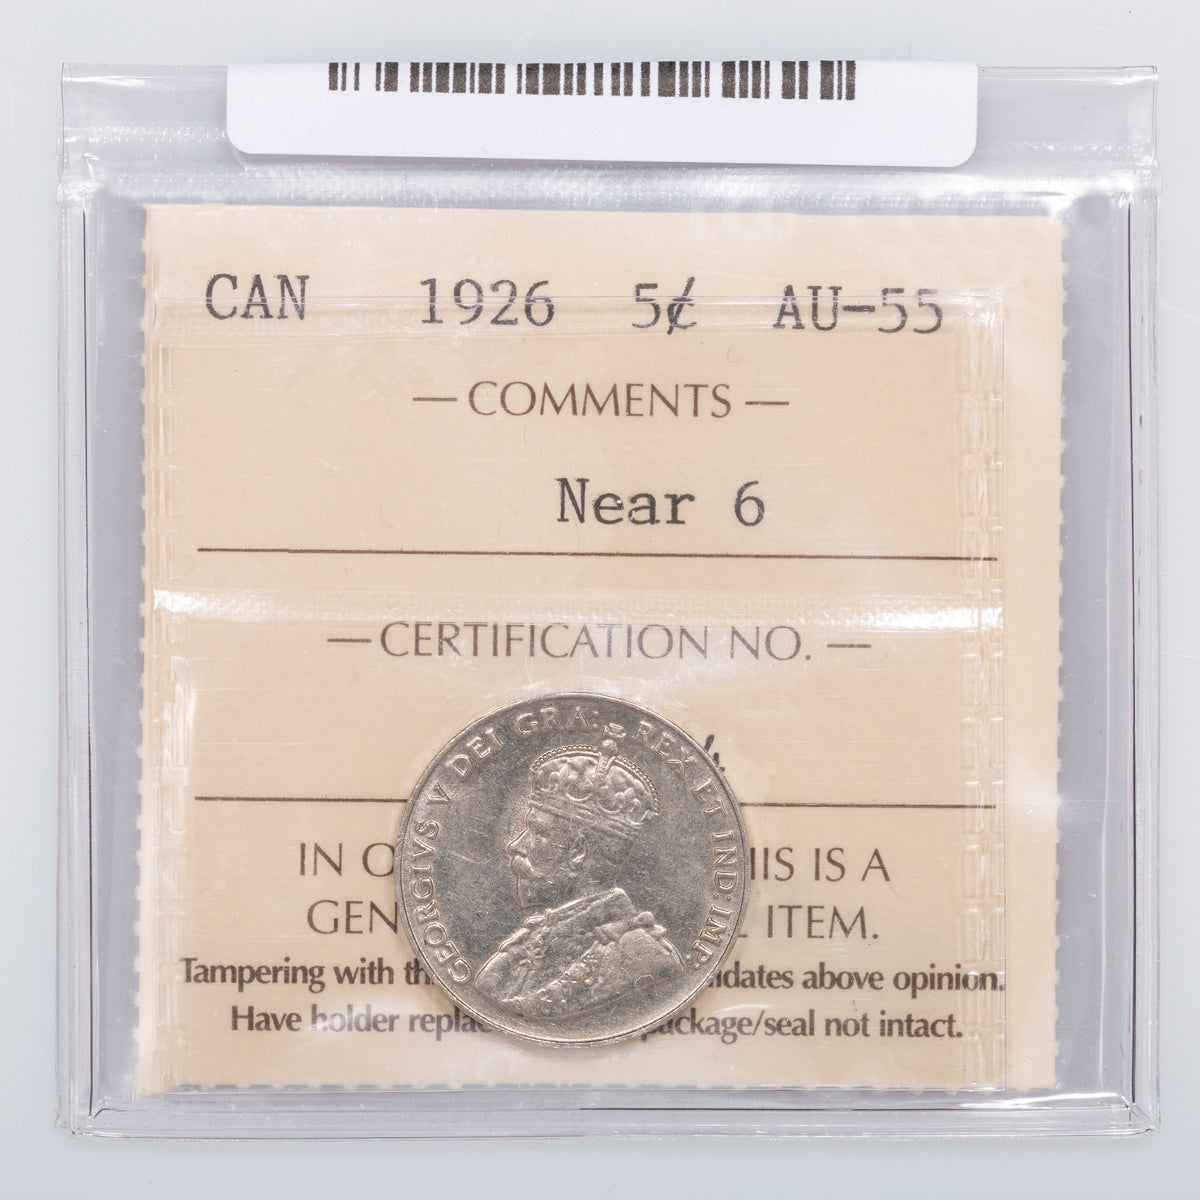 CAN 1926 5¢ AU-55
— COMMENTS —
Near 6
— CERTIFICATION NO. —
GEORGIVS V DEI GRA: REX ET IND: IMP:
IN O HIS IS A
GEN L ITEM.
Tampering with th idates above opinion.
Have holder replac package/seal not intact.